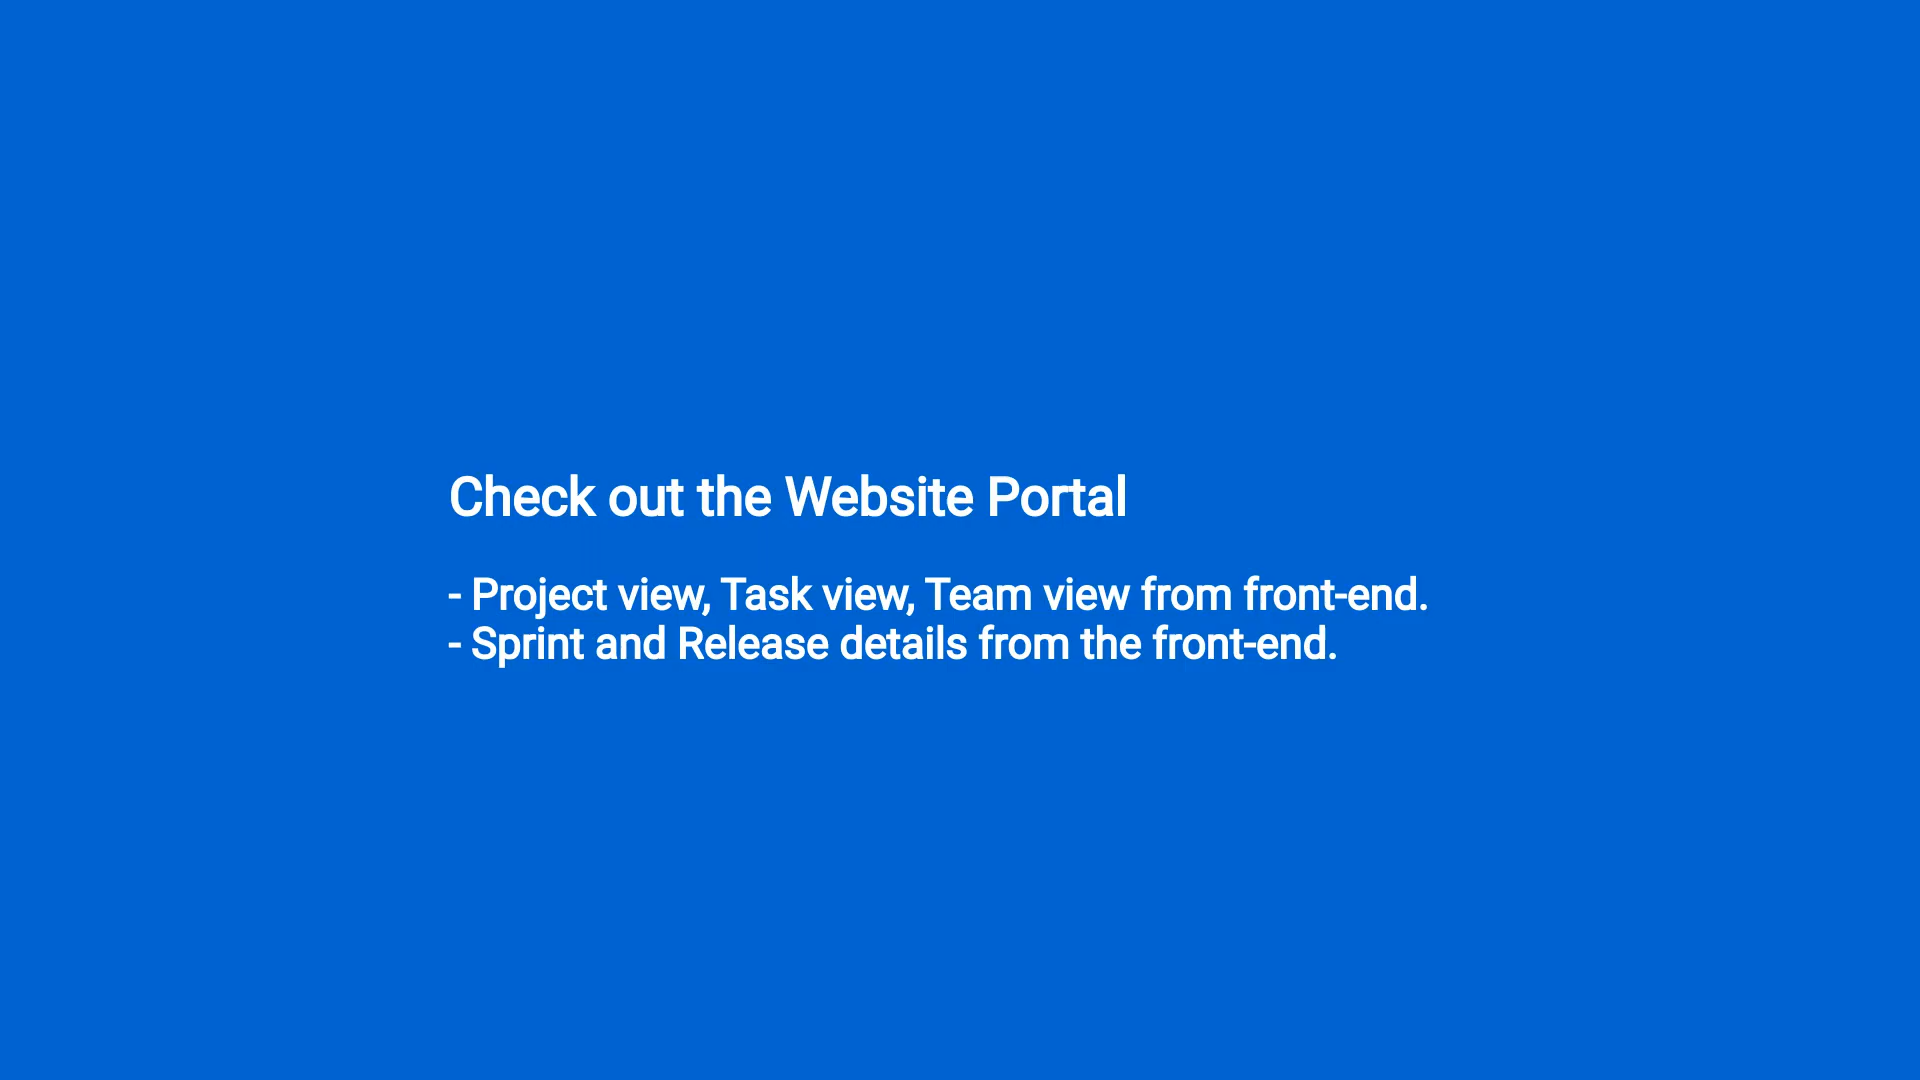 Check out the Website Portal
- Project view, Task view, Team view from front-end.
- Sprint and Release details from the front-end.